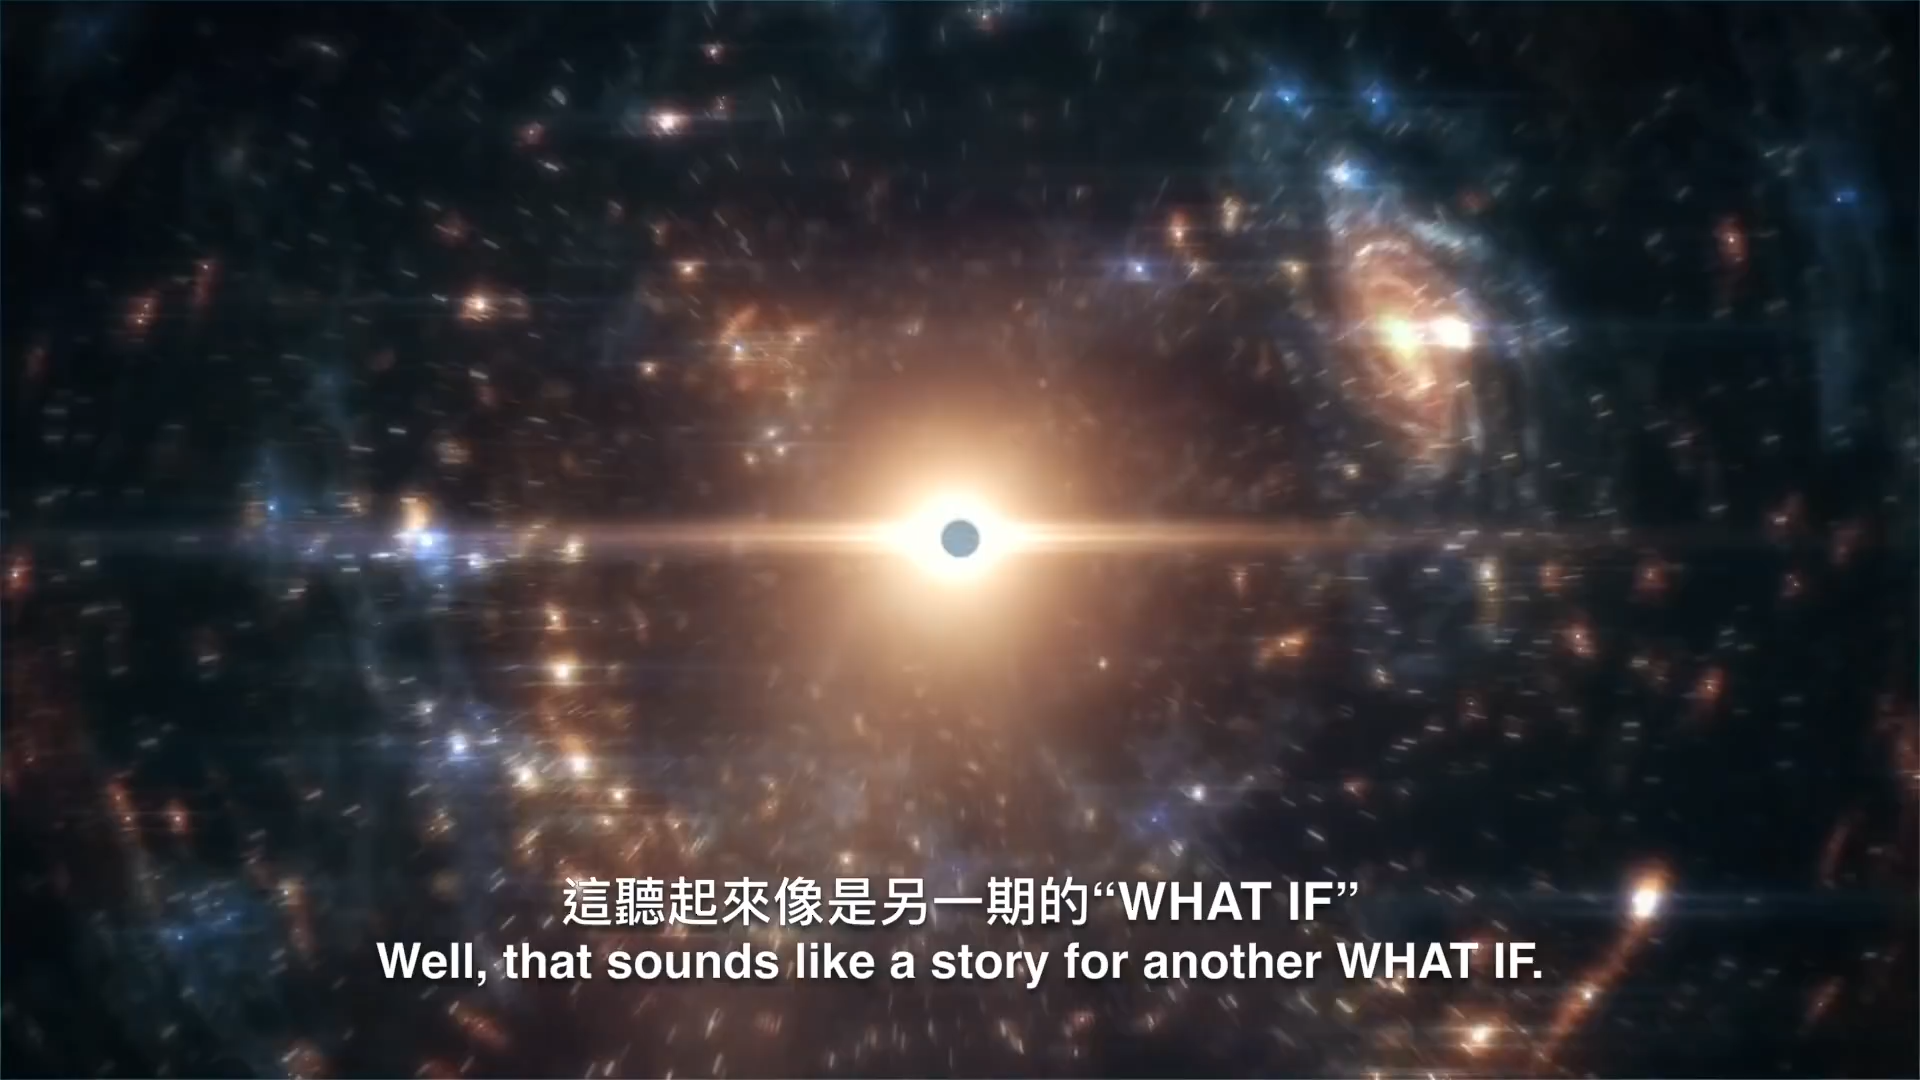 這聽起來像是另一期的“WHAT IF”
Well, that sounds like a story for another WHAT IF.